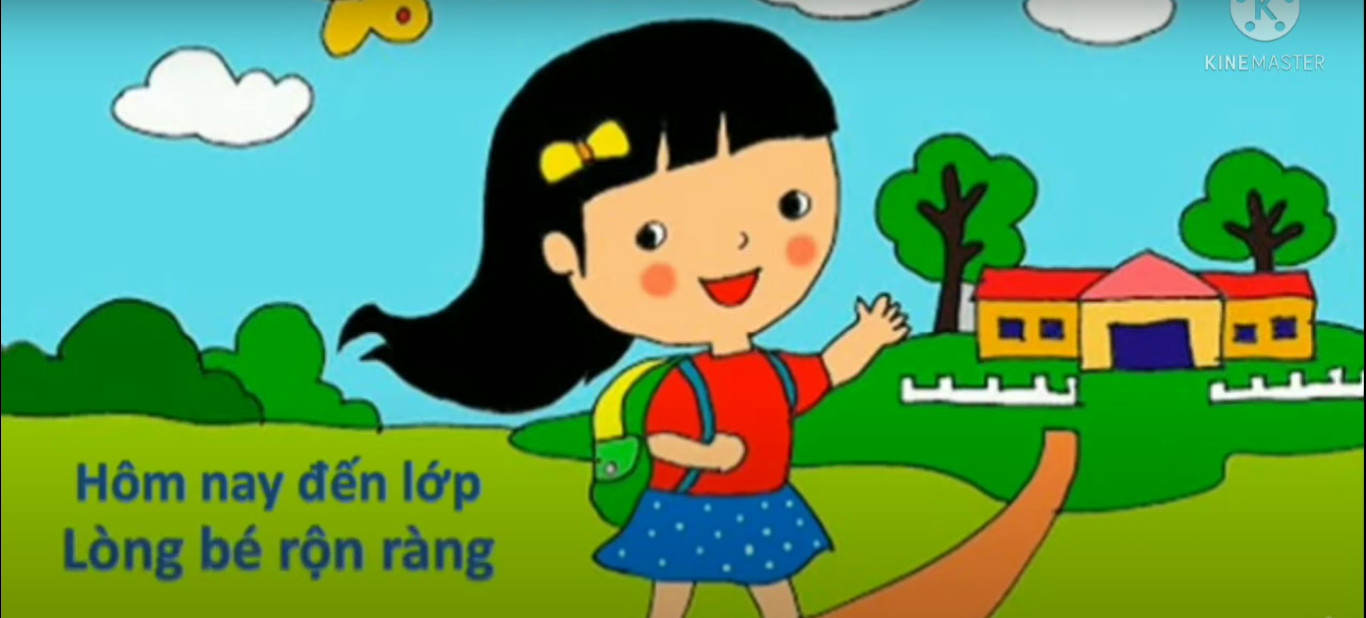 KINEMASTER
Hôm nay đến lớp
Lòng bé rộn ràng